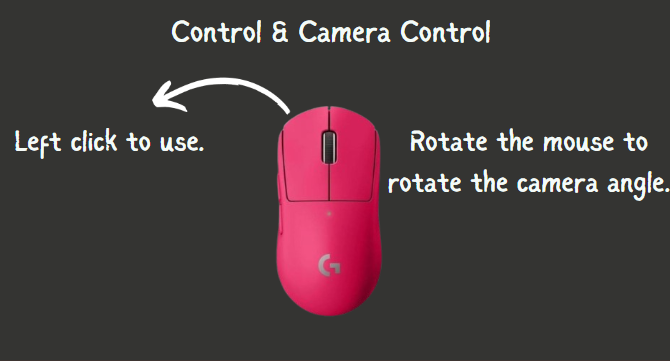 Control & Camera Control
Left click to use.
Rotate the mouse to
rotate the camera angle.
G